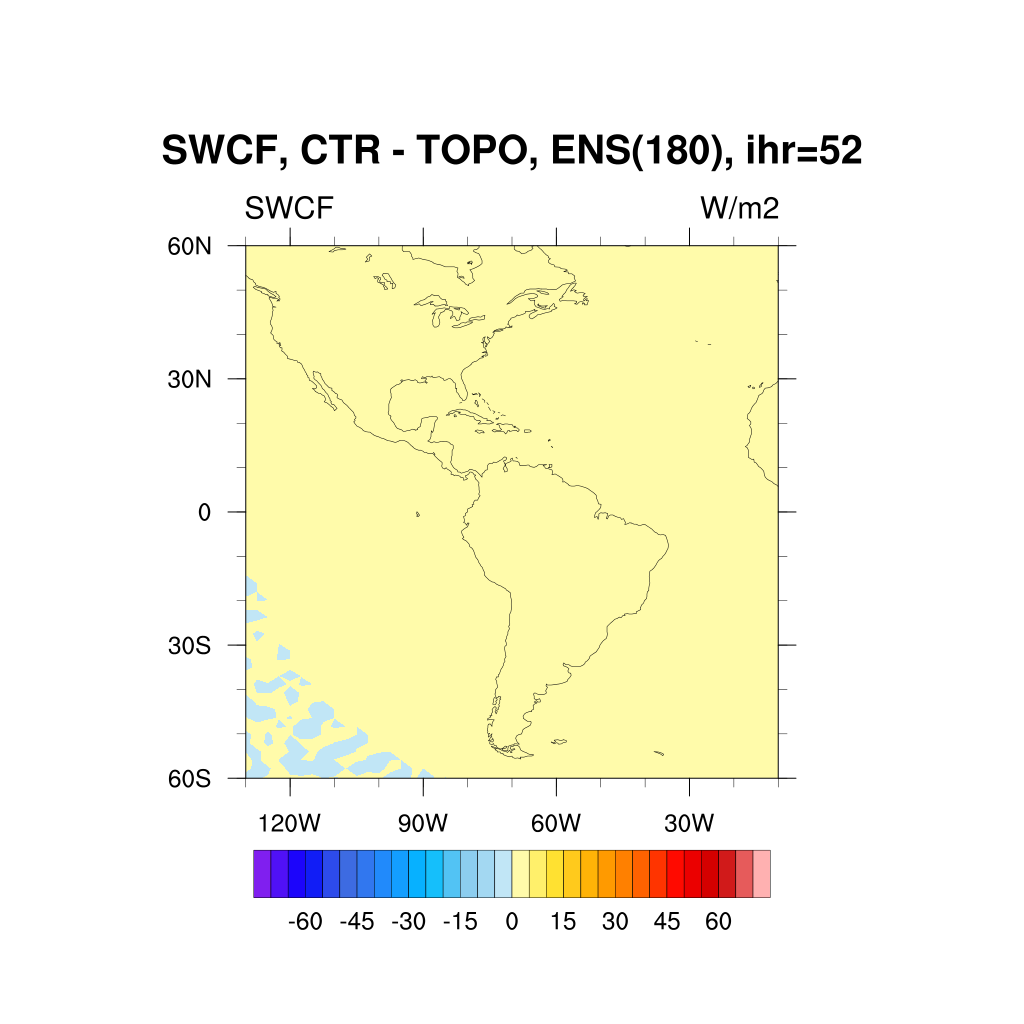 SWCF, CTR - TOPO, ENS(180), ihr=52
SWCF W/m2
60N
30N
0
30S
60S
120W 90W 60W 30W
-60 -45 -30 -15 0 15 30 45 60